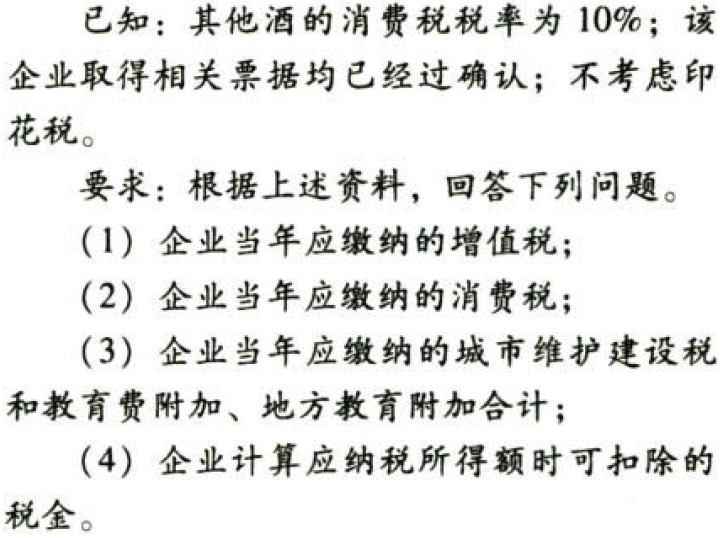 已知：其他酒的消费税税率为 10%；该
企业取得相关票据均已经过确认；不考虑印
花税。
要求：根据上述资料，回答下列问题。
（1）企业当年应缴纳的增值税；
（2）企业当年应缴纳的消费税；
（3）企业当年应缴纳的城市维护建设税
和教育费附加、地方教育附加合计；
（4）企业计算应纳税所得额时可扣除的
税金。